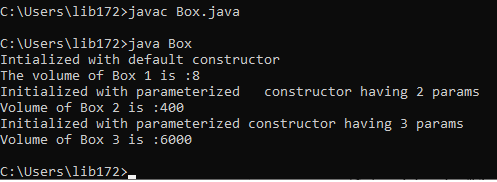 C:\Users\lib172>javac Box.java
C:\Users\lib172>java Box
Intialized with default constructor
The volume of Box 1 is :8
Initialized with parameterized   constructor having 2 params
Volume of Box 2 is :400
Initialized with parameterized constructor having 3 params
Volume of Box 3 is :6000
C:\Users\lib172>